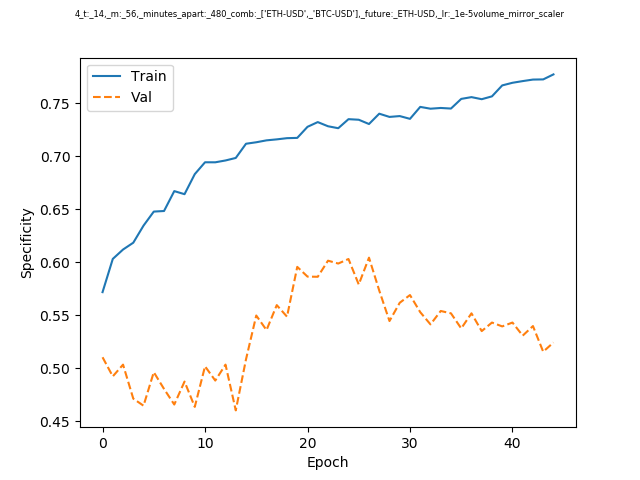 4_t:_14,_m:_56,_minutes_apart:_480_comb:_['ETH-USD',_'BTC-USD'],_future:_ETH-USD,_lr:_1e-5volume_mirror_scaler
Train
Val
0.75
0.70
0.65
0.60
0.55
0.50
0.45
Specificity
0 10 20 30 40
Epoch